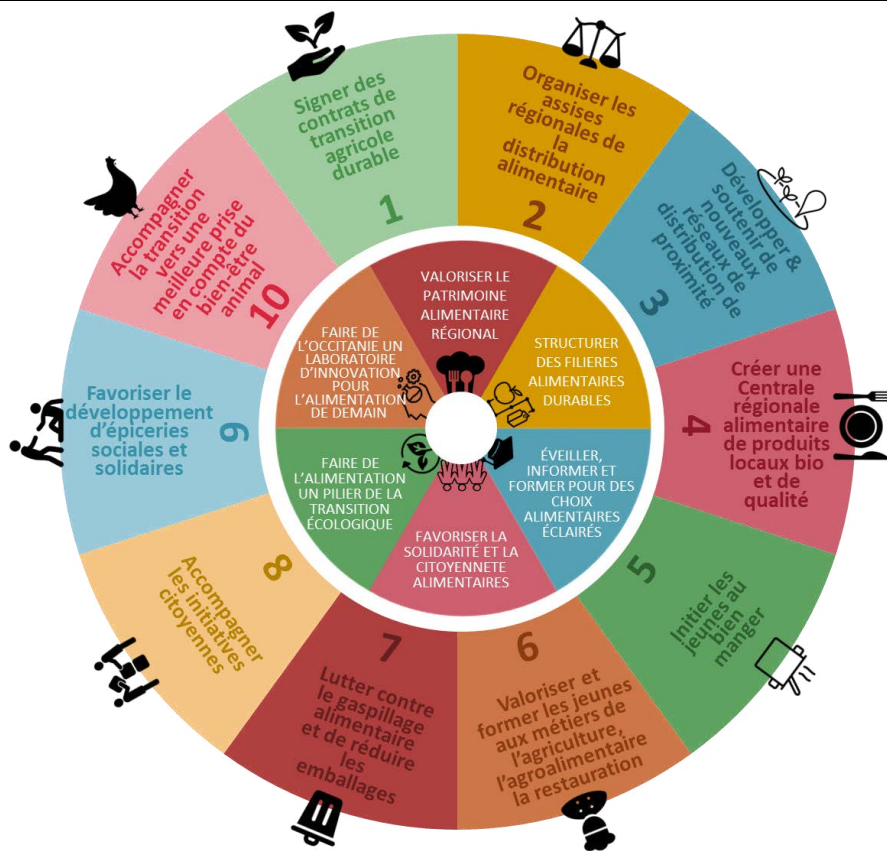 Signer des
contrats de
transition
agricole
durable
1
Organiser les
assises
régionales de
la
distribution
alimentaire
2
Développer &
soutenir de
nouveaux
réseaux de
distribution de
proximité
3
Créer une
Centrale
régionale
alimentaire
de produits
locaux bio
et de
qualité
4
Initier les
jeunes au
bien
manger
5
Valoriser et
former les jeunes
aux métiers de
l'agriculture,
l'agroalimentaire
la restauration
6
Lutter contre
le gaspillage
alimentaire
et de réduire
les
emballages
7
Accompagner
les initiatives
citoyennes
8
Favoriser le
développement
d'épiceries
sociales et
solidaires
9
Accompagner
la transition
vers une
meilleure prise
en compte du
bien-être
animal
10
VALORISER LE
PATRIMOINE
ALIMENTAIRE
RÉGIONAL
STRUCTURER
DES FILIERES
ALIMENTAIRES
DURABLES
ÉVEILLER,
INFORMER ET
FORMER POUR DES
CHOIX
ALIMENTAIRES
ÉCLAIRÉS
FAVORISER LA
SOLIDARITÉ ET LA
CITOYENNETE
ALIMENTAIRES
FAIRE DE
L'ALIMENTATION
UN PILIER DE LA
TRANSITION
ÉCOLOGIQUE
FAIRE DE
L'OCCITANIE UN
LABORATOIRE
D'INNOVATION
POUR
L'ALIMENTATION
DE DEMAIN